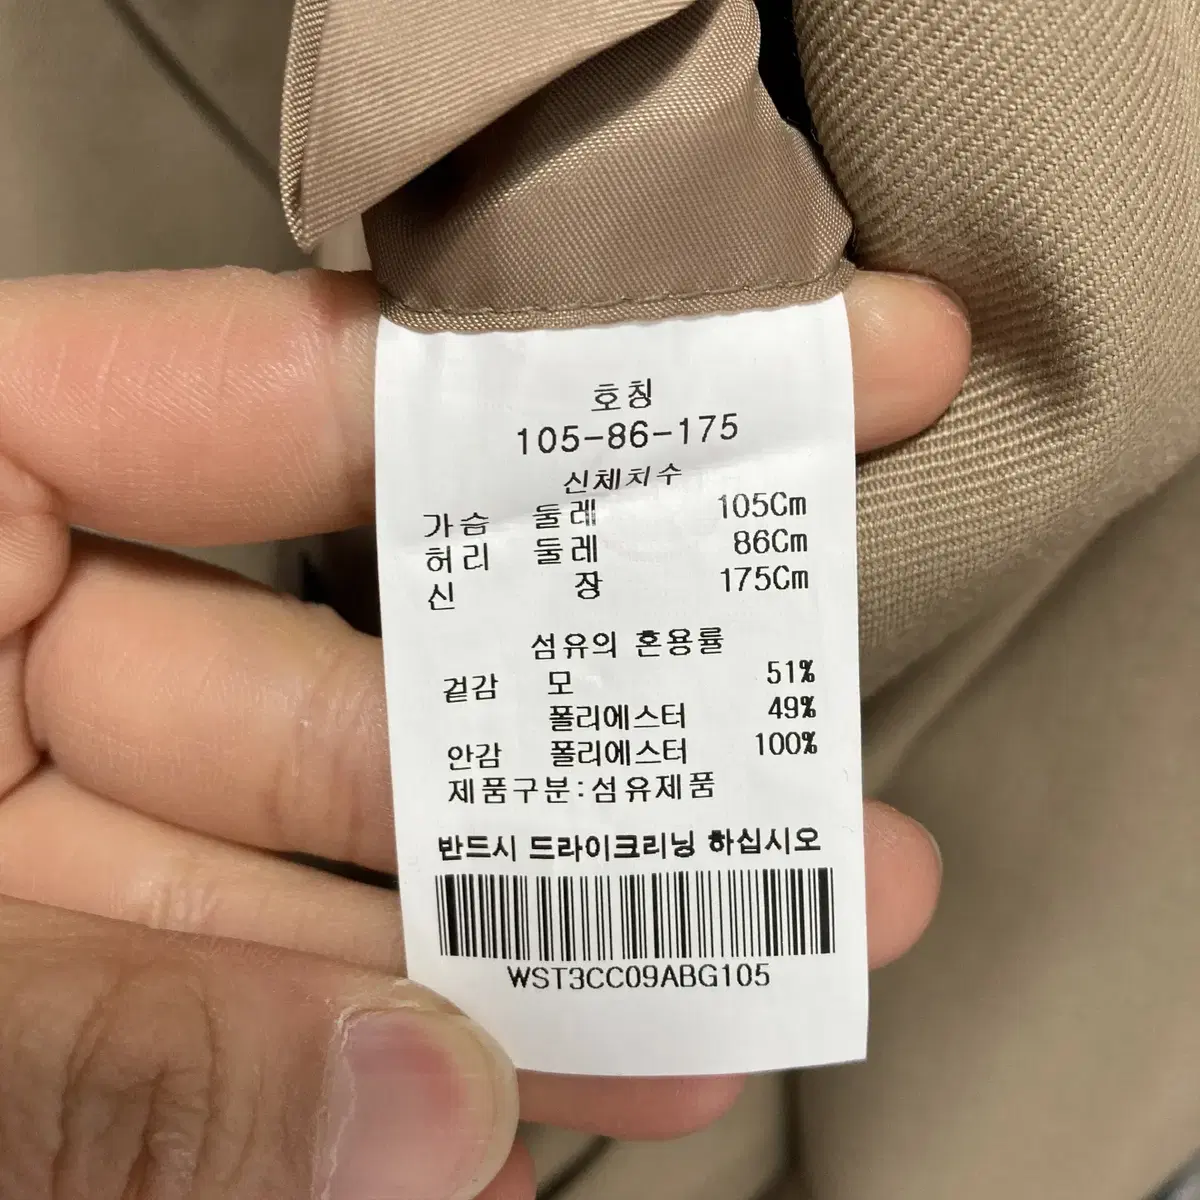 호칭
105-86-175
신체치수
가슴 둘레 105Cm
허리 둘레 86Cm
신 장 175Cm
섬유의 혼용률
겉감 모 51%
폴리에스터 49%
안감 폴리에스터 100%
제품구분:섬유제품
반드시 드라이크리닝 하십시오
WST3CC09ABG105